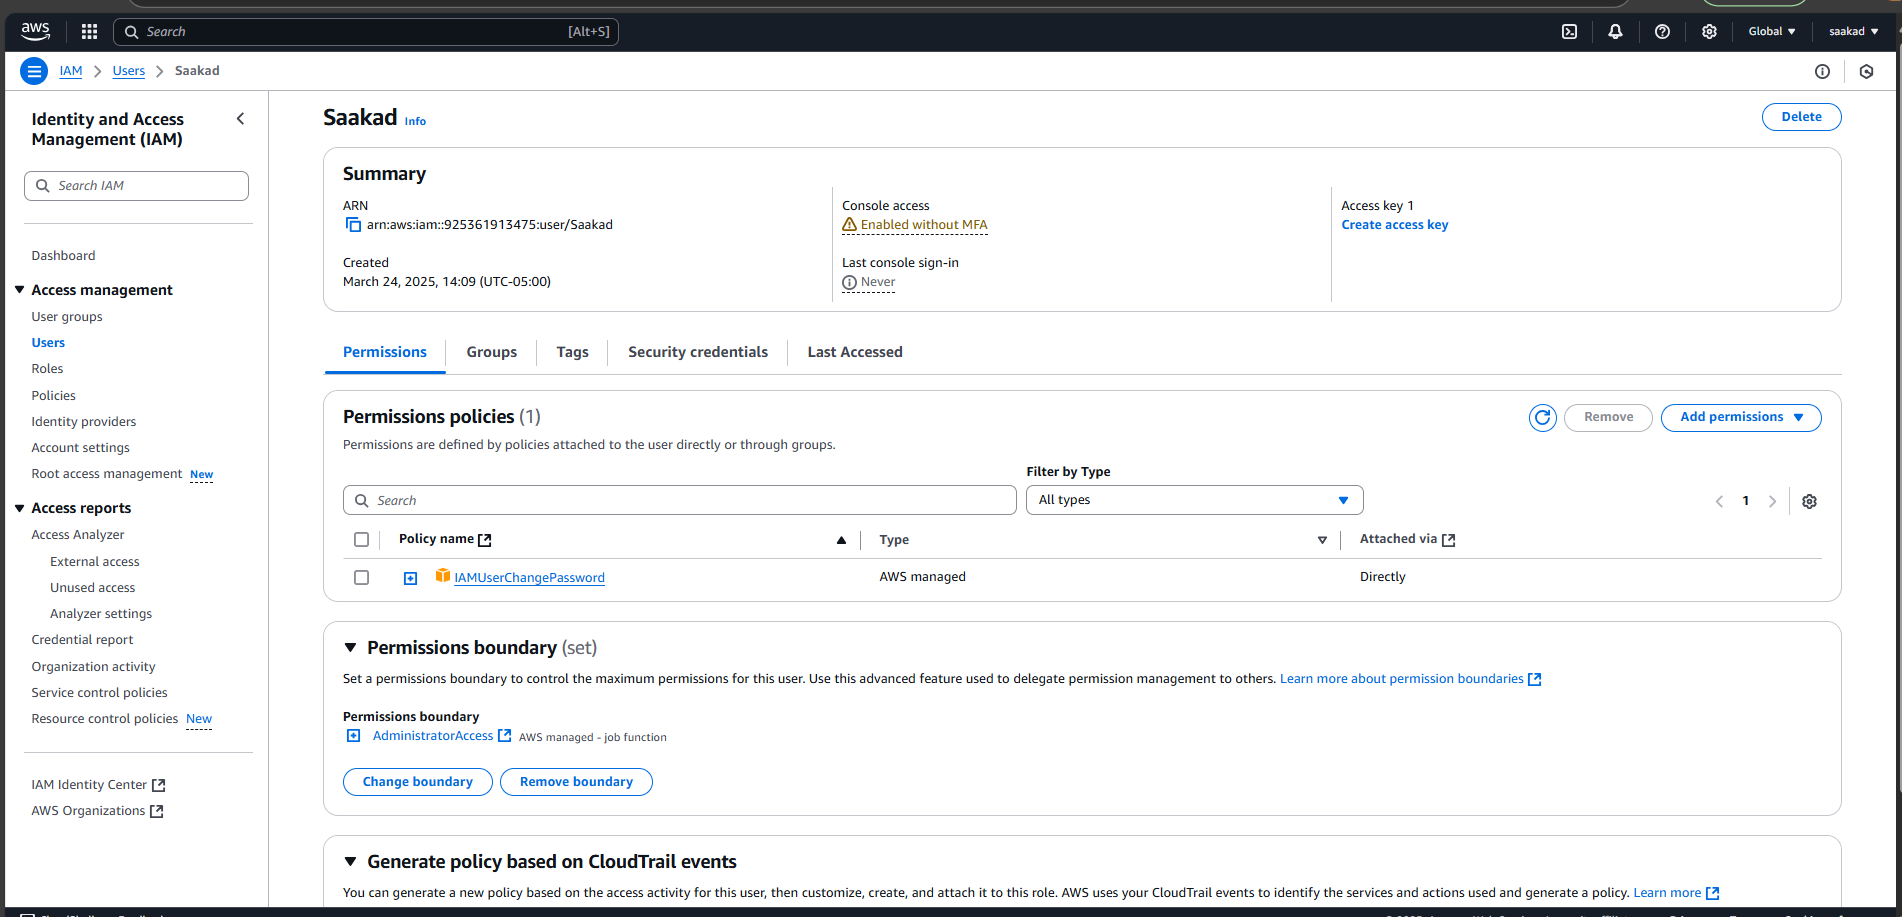 aws
Search [Alt+S] Global saakad
IAM Users Saakad
Identity and Access
Management (IAM)
Search IAM
Dashboard
Access management
User groups
Users
Roles
Policies
Identity providers
Account settings
Root access management New
Access reports
Access Analyzer
External access
Unused access
Analyzer settings
Credential report
Organization activity
Service control policies
Resource control policies New
IAM Identity Center
AWS Organizations
Saakad Info
Delete
Summary
ARN
arn:aws:iam::925361913475:user/Saakad
Created
March 24, 2025, 14:09 (UTC-05:00)
Console access
Enabled without MFA
Last console sign-in
Never
Access key 1
Create access key
Permissions Groups Tags Security credentials Last Accessed
Permissions policies (1)
Remove Add permissions
Permissions are defined by policies attached to the user directly or through groups.
Filter by Type
Search All types 1
Policy name Type Attached via
IAMUserChangePassword AWS managed Directly
Permissions boundary (set)
Set a permissions boundary to control the maximum permissions for this user. Use this advanced feature used to delegate permission management to others. Learn more about permission boundaries
Permissions boundary
AdministratorAccess AWS managed - job function
Change boundary Remove boundary
Generate policy based on CloudTrail events
You can generate a new policy based on the access activity for this user, then customize, create, and attach it to this role. AWS uses your CloudTrail events to identify the services and actions used and generate a policy. Learn more